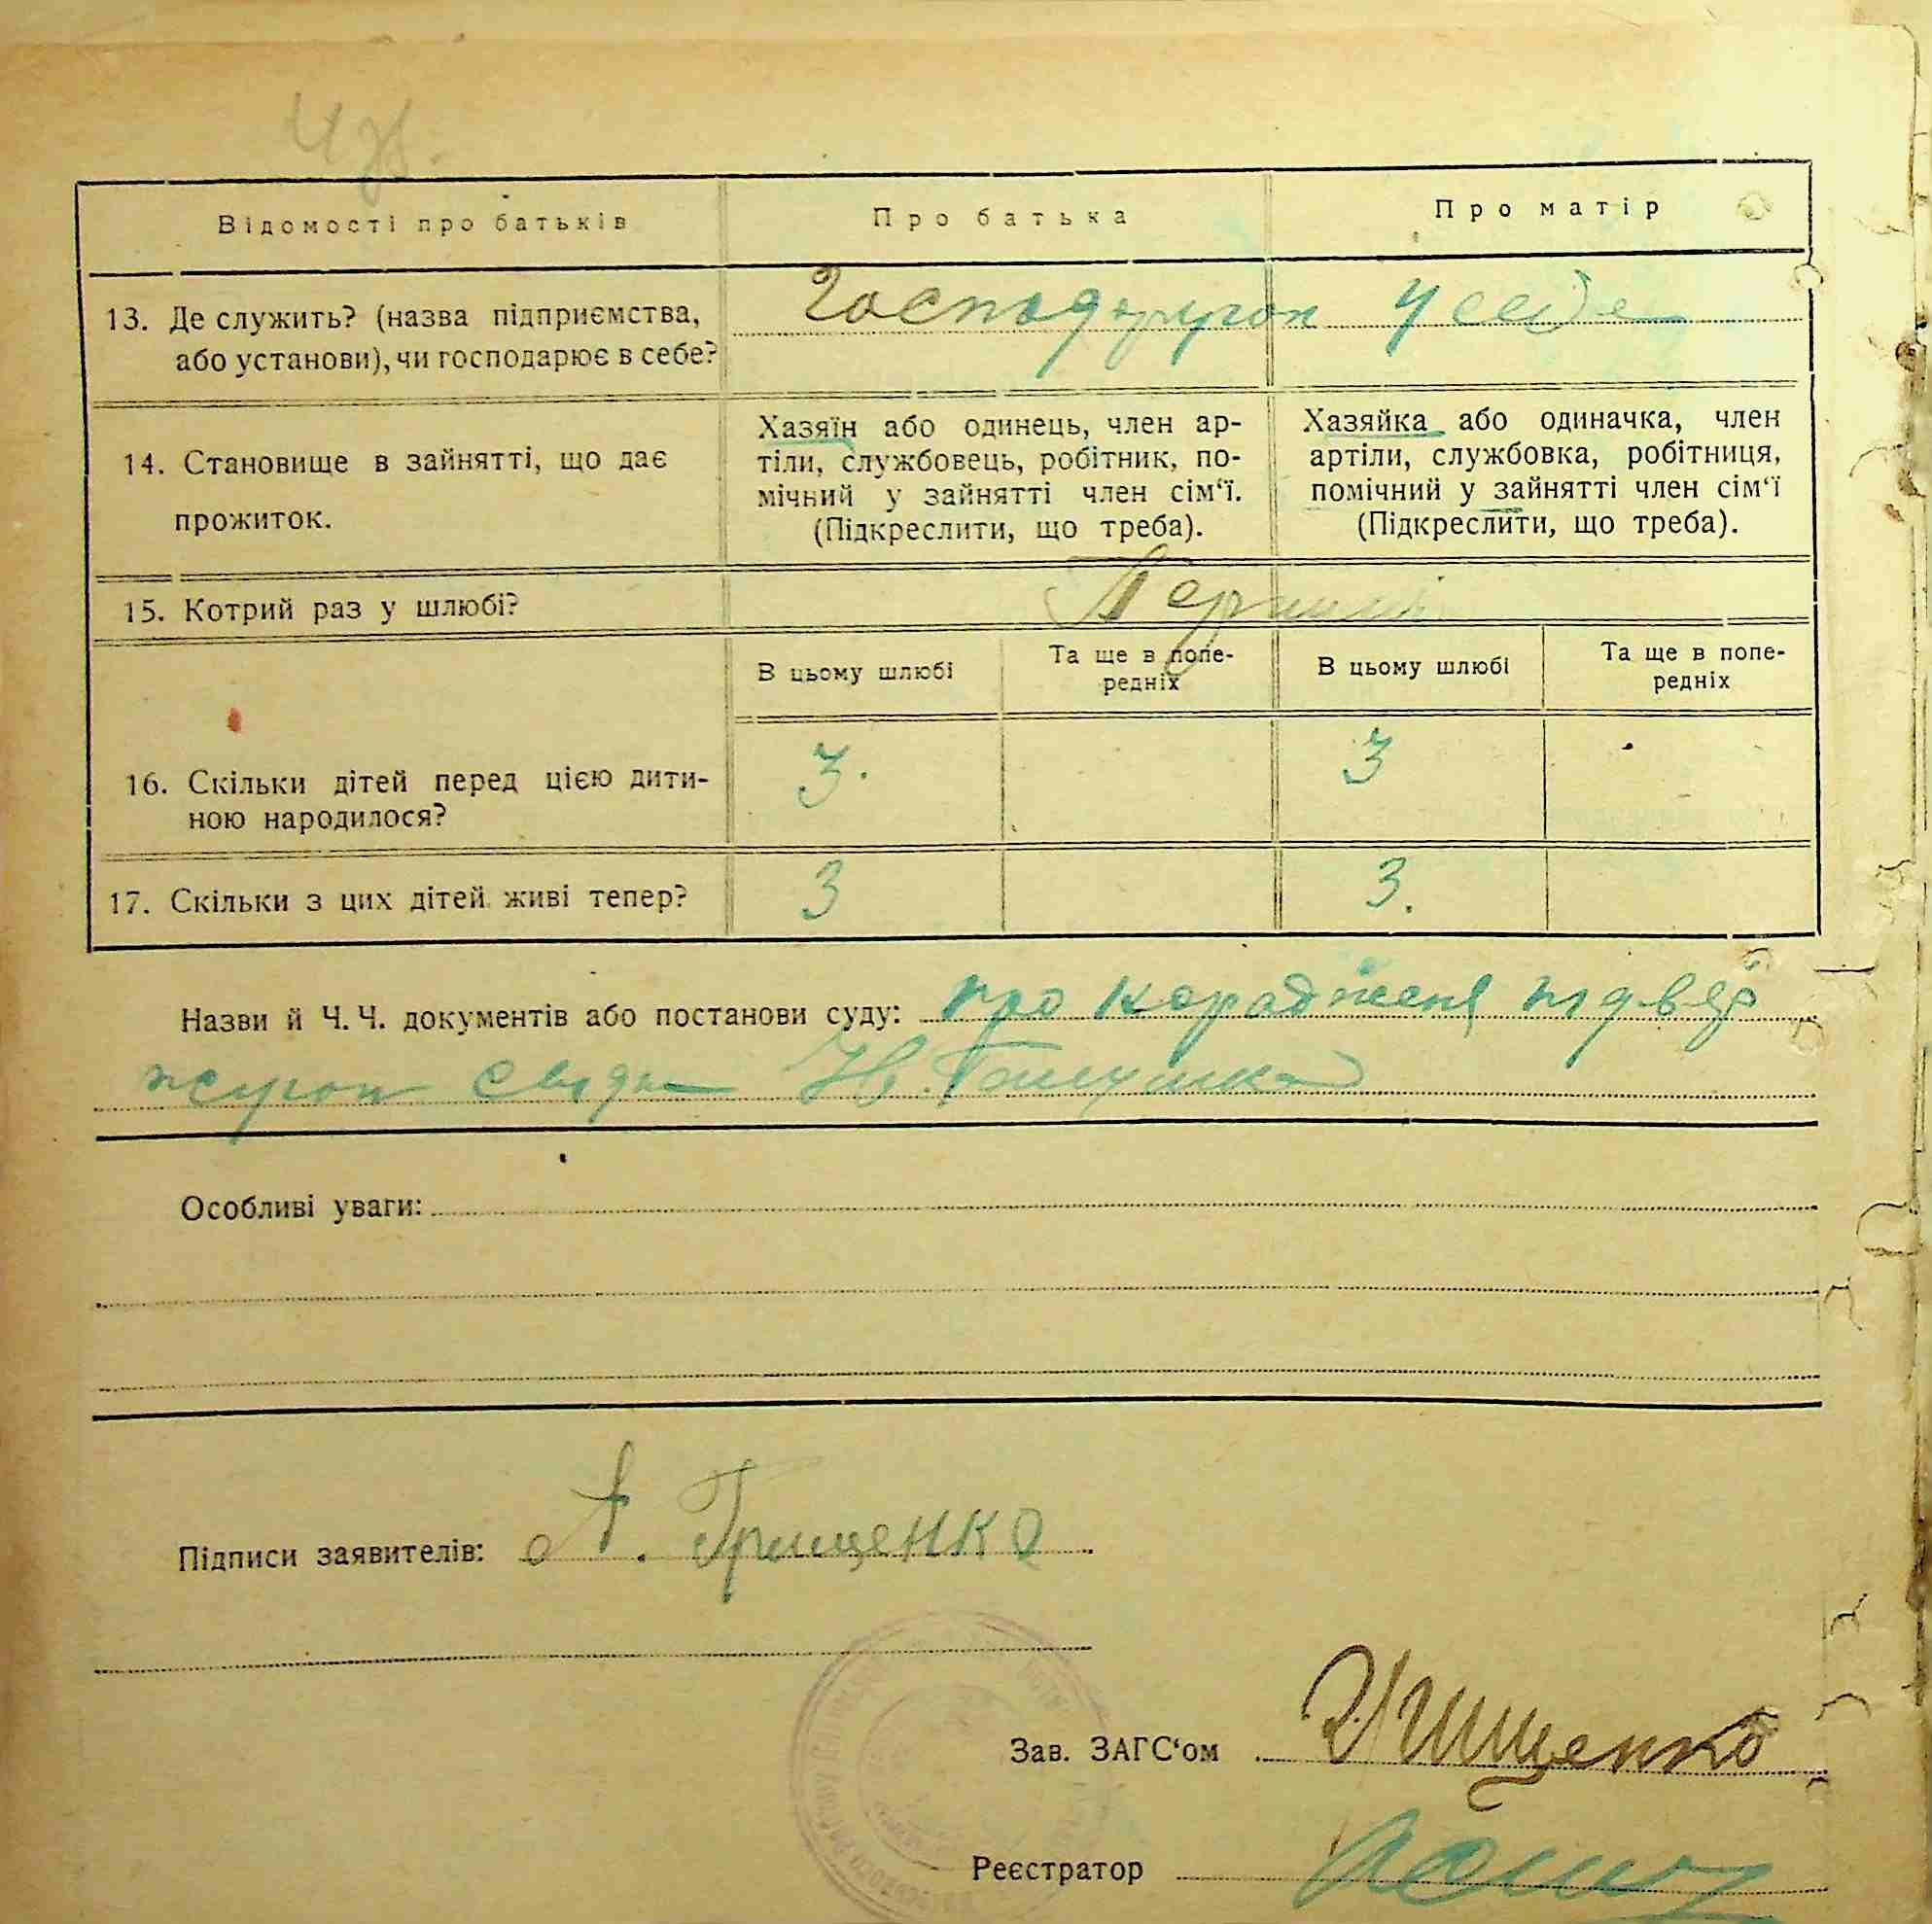 Відомості про батьків
Про батька
Про матір
13. Де служить? (назва підприємства,
або установи), чи господарює в себе?
у себе
14. Становище в зайнятті, що дає
прожиток.
Хазяїн або одинець, член ар-
тіли, службовець, робітник, по-
мічний у зайнятті член сім‘ї.
(Підкреслити, що треба).
Хазяйка або одиначка, член
артіли, службовка, робітниця,
помічний у зайнятті член сім‘ї
(Підкреслити, що треба).
15. Котрий раз у шлюбі?
В цьому шлюбі
Та ще в попе-
редніх
В цьому шлюбі
Та ще в попе-
редніх
16. Скільки дітей перед цією дити-
ною народилося?
3.
3
17. Скільки з цих дітей живі тепер?
3
3.
Назви й Ч. Ч. документів або постанови суду: про
Особливі уваги:
Підписи заявителів: А. Грищенко
Зав. ЗАГС‘ом
Реєстратор